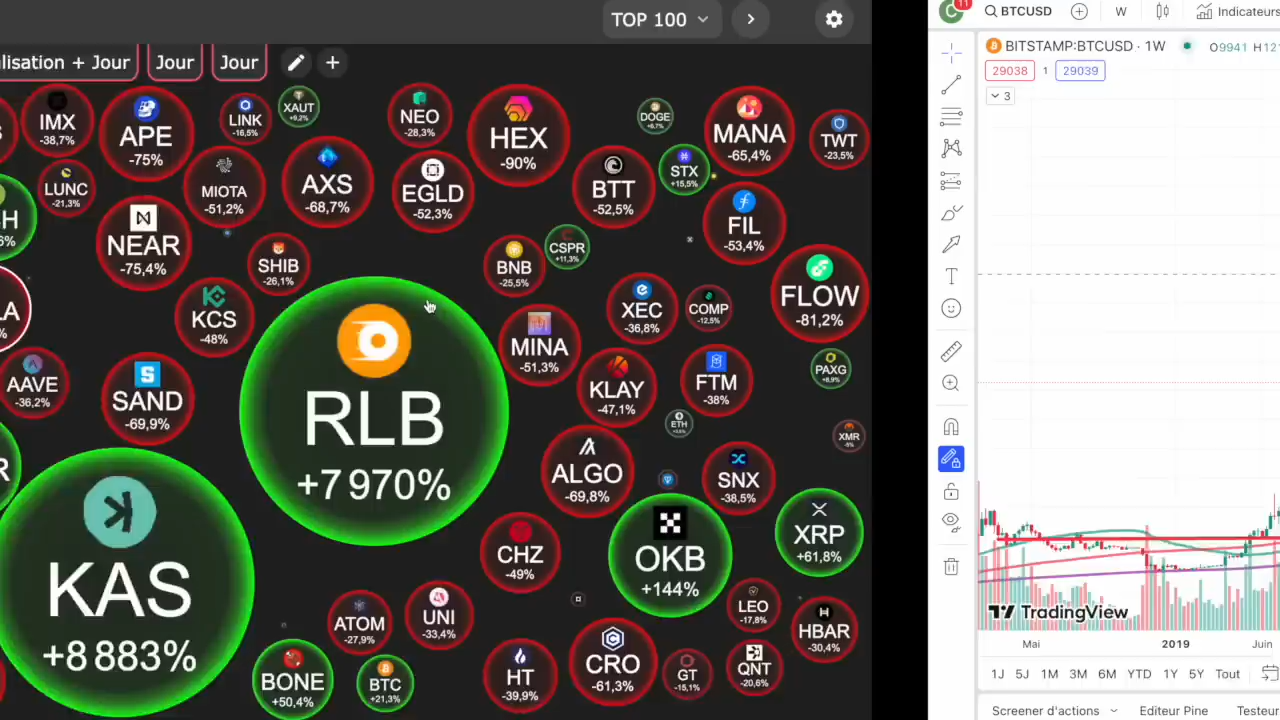 TOP 100
lisation + Jour
Jour
Jour
IMX
-38,7%
APE
-75%
LINK
-16,5%
XAUT
+9,2%
NEO
-28,3%
HEX
-90%
DOGE
+6,7%
MANA
-65,4%
TWT
-23,5%
LUNC
-21,3%
MIOTA
-51,2%
AXS
-68,7%
EGLD
-52,3%
BTT
-52,5%
STX
+15,5%
FIL
-53,4%
H
6%
NEAR
-75,4%
SHIB
-26,1%
BNB
-25,5%
CSPR
+11,3%
FLOW
-81,2%
LA
%
KCS
-48%
XEC
-36,8%
COMP
-12,5%
MINA
-51,3%
AAVE
-36,2%
SAND
-69,9%
RLB
+7 970%
KLAY
-47,1%
FTM
-38%
PAXG
+8,9%
ETH
XMR
R
ALGO
-69,8%
SNX
-38,5%
KAS
+8 883%
CHZ
-49%
OKB
+144%
XRP
+61,8%
ATOM
-27,9%
UNI
-33,4%
LEO
-17,8%
HBAR
-30,4%
BONE
+50,4%
BTC
+21,3%
HT
-39,9%
CRO
-61,3%
GT
-15,1%
QNT
-20,6%
11
BTCUSD
W
Indicateurs
BITSTAMP:BTCUSD · 1W
O9941 H121
29038
1
29039
3
TradingView
Mai
2019
Juin
1J 5J 1M 3M 6M YTD 1Y 5Y Tout
Screener d'actions
Editeur Pine
Testeur